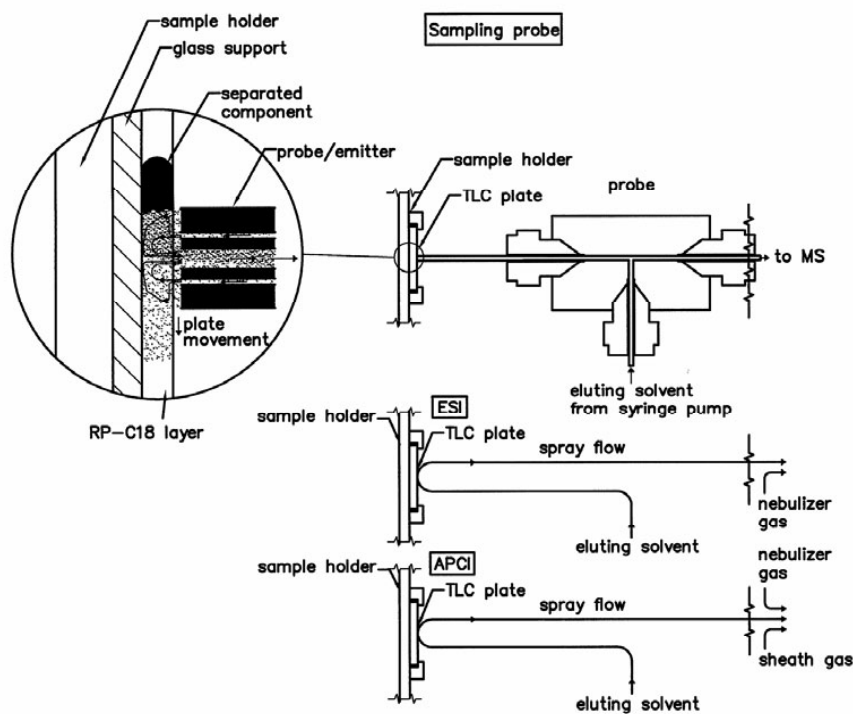 sample holder
glass support
separated
component
probe/emitter
plate
movement
RP-C18 layer
Sampling probe
sample holder
TLC plate
probe
to MS
eluting solvent
from syringe pump
ESI
sample holder
TLC plate
spray flow
nebulizer
gas
eluting solvent
APCI
sample holder
TLC plate
spray flow
nebulizer
gas
sheath gas
eluting solvent